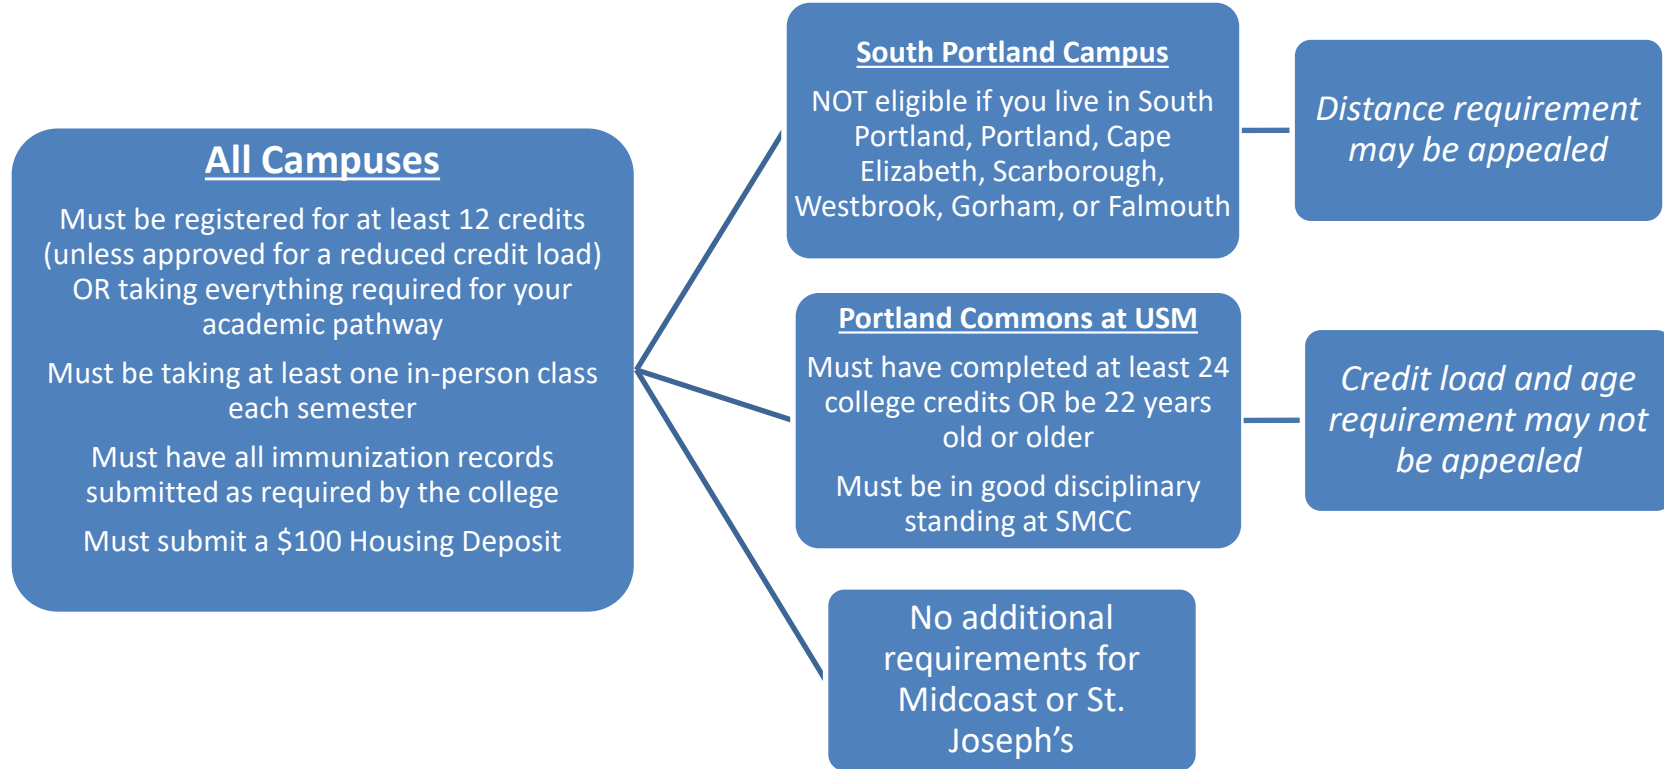 All Campuses
Must be registered for at least 12 credits
(unless approved for a reduced credit load)
OR taking everything required for your
academic pathway
Must be taking at least one in-person class
each semester
Must have all immunization records
submitted as required by the college
Must submit a $100 Housing Deposit
South Portland Campus
NOT eligible if you live in South
Portland, Portland, Cape
Elizabeth, Scarborough,
Westbrook, Gorham, or Falmouth
Distance requirement
may be appealed
Portland Commons at USM
Must have completed at least 24
college credits OR be 22 years
old or older
Must be in good disciplinary
standing at SMCC
Credit load and age
requirement may not
be appealed
No additional
requirements for
Midcoast or St.
Joseph’s